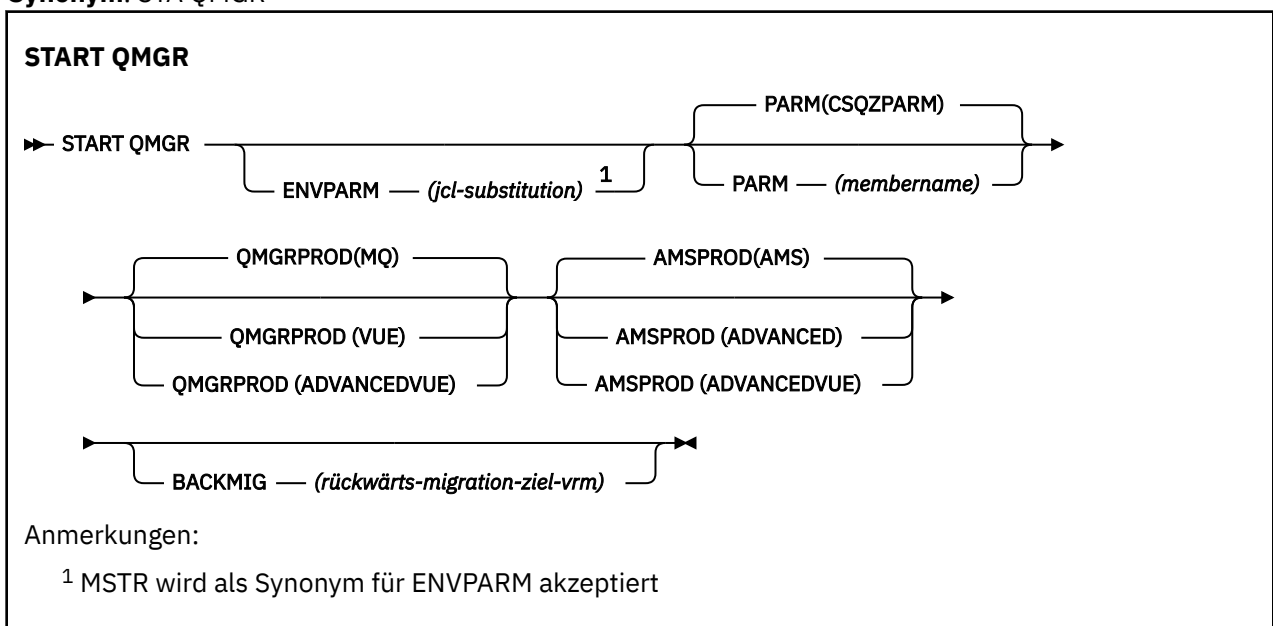 Synonym: STA QMGR
START QMGR
PARM(CSQZPARM)
START QMGR
ENVPARM (jcl-substitution) 1
PARM (membername)
QMGRPROD(MQ) AMSPROD(AMS)
QMGRPROD (VUE) AMSPROD (ADVANCED)
QMGRPROD (ADVANCEDVUE) AMSPROD (ADVANCEDVUE)
BACKMIG (rückwärts-migration-ziel-vrm)
Anmerkungen:
1 MSTR wird als Synonym für ENVPARM akzeptiert